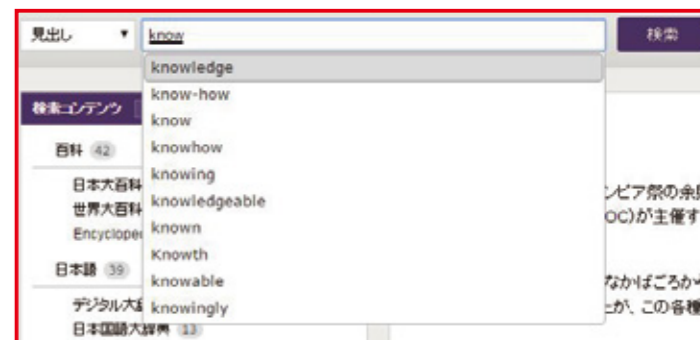 見出し ▼ know 検索
knowledge
know-how
know
knowhow
knowing
knowledgeable
known
Knowth
knowable
knowingly
検索コンテンツ
百科 42
日本大百科
世界大百科
Encyclope
日本語 39
デジタル大
日本国語大辞典 13
ンピア祭の余
OC)が主催す
なかばごろか
が、この各種